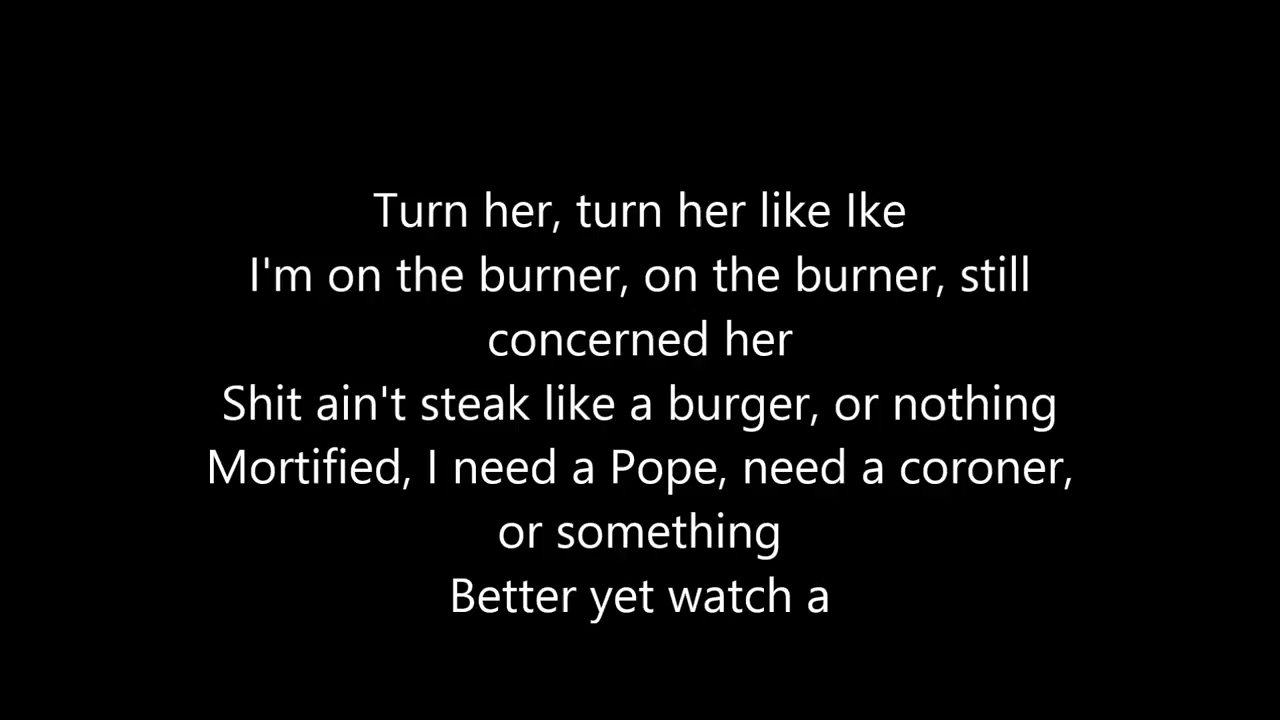 Turn her, turn her like Ike
I'm on the burner, on the burner, still
concerned her
Shit ain't steak like a burger, or nothing
Mortified, I need a Pope, need a coroner,
or something
Better yet watch a